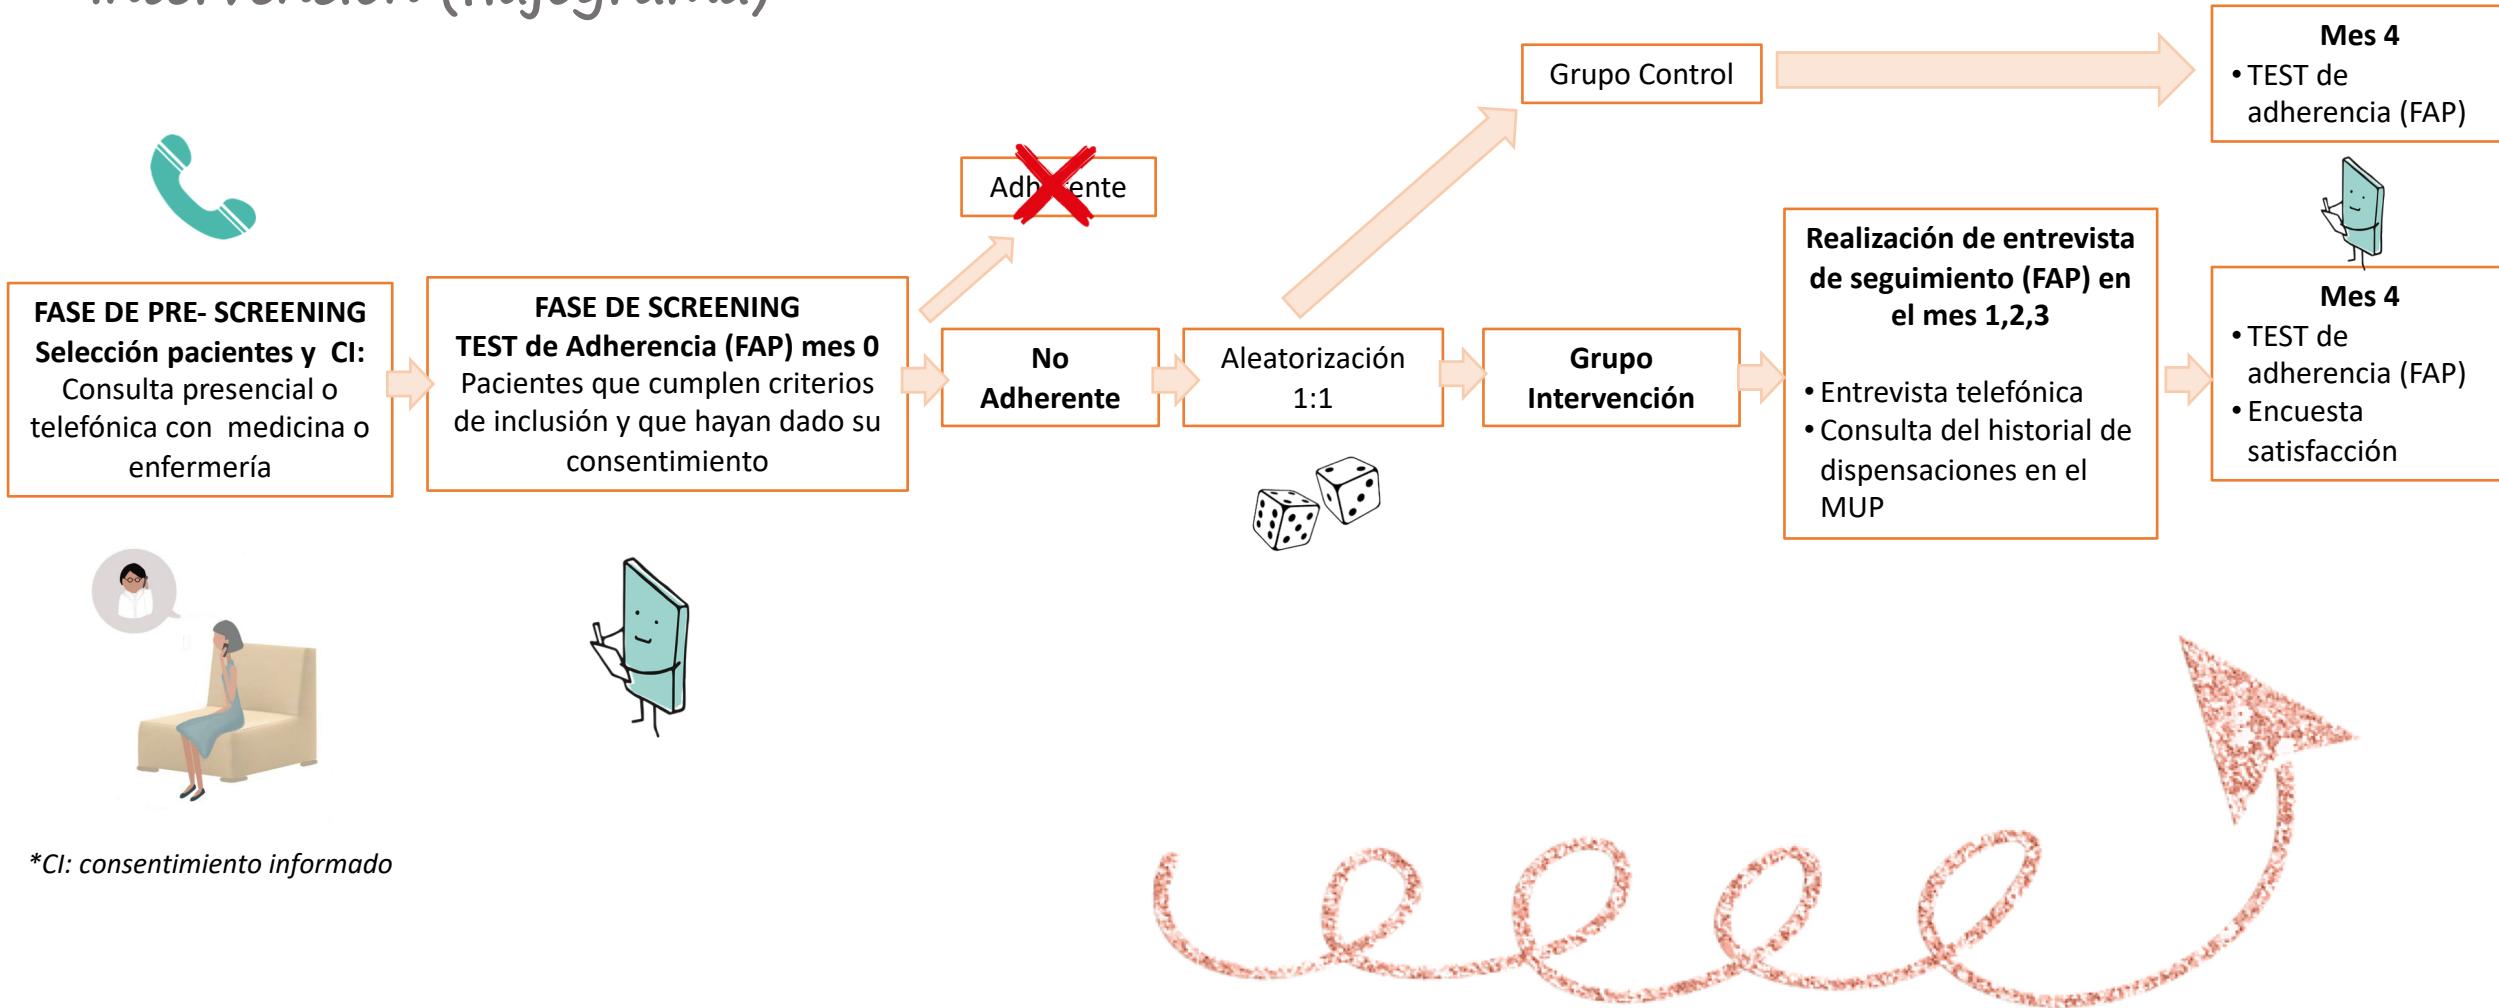 Intervención (flujograma)
FASE DE PRE- SCREENING
Selección pacientes y CI:
Consulta presencial o
telefónica con medicina o
enfermería
FASE DE SCREENING
TEST de Adherencia (FAP) mes 0
Pacientes que cumplen criterios
de inclusión y que hayan dado su
consentimiento
Adherente
No
Adherente
Aleatorización
1:1
Grupo Control
Mes 4
• TEST de
adherencia (FAP)
Grupo
Intervención
Realización de entrevista
de seguimiento (FAP) en
el mes 1,2,3
• Entrevista telefónica
• Consulta del historial de
dispensaciones en el
MUP
Mes 4
• TEST de
adherencia (FAP)
• Encuesta
satisfacción
*CI: consentimiento informado